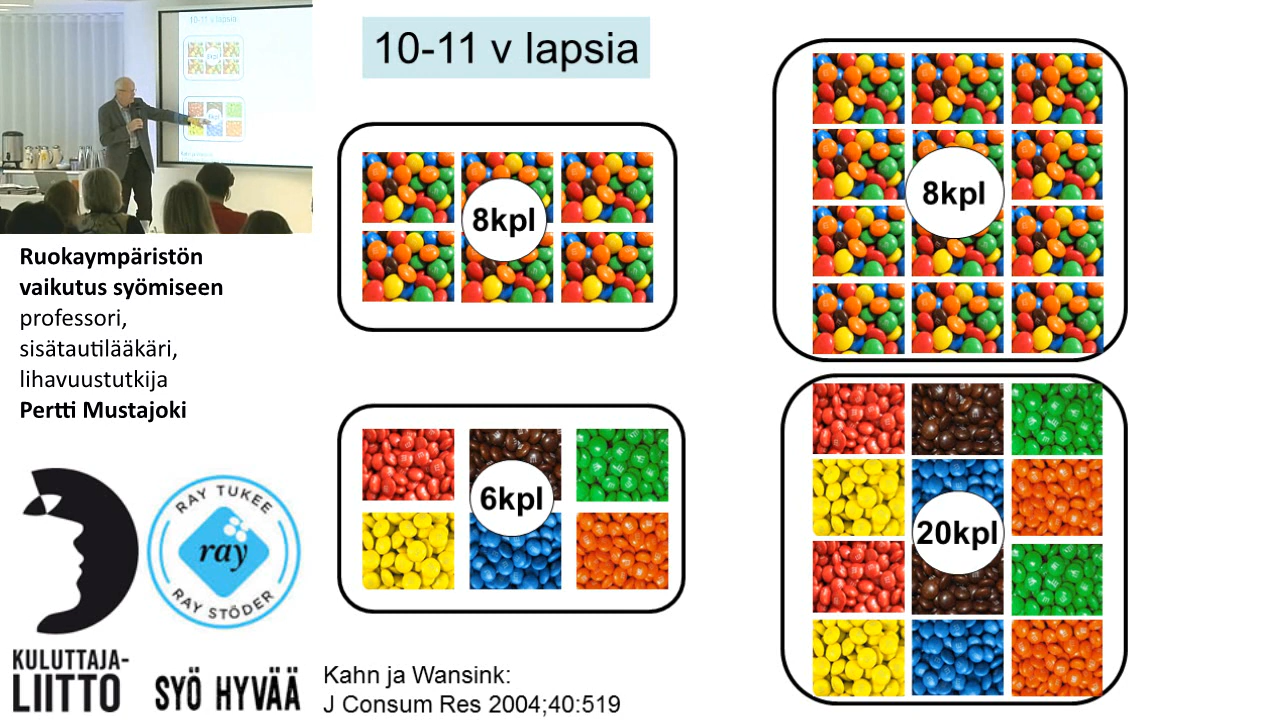 10-11 v lapsia
8kpl
8kpl
6kpl
20kpl
Ruokaympäristön
vaikutus syömiseen
professori,
sisätautilääkäri,
lihavuustutkija
Pertti Mustajoki
RAY TUKEE
ray
RAY STÖDER
KULUTTAJA-
LIITTO
SYÖ HYVÄÄ
Kahn ja Wansink:
J Consum Res 2004;40:519